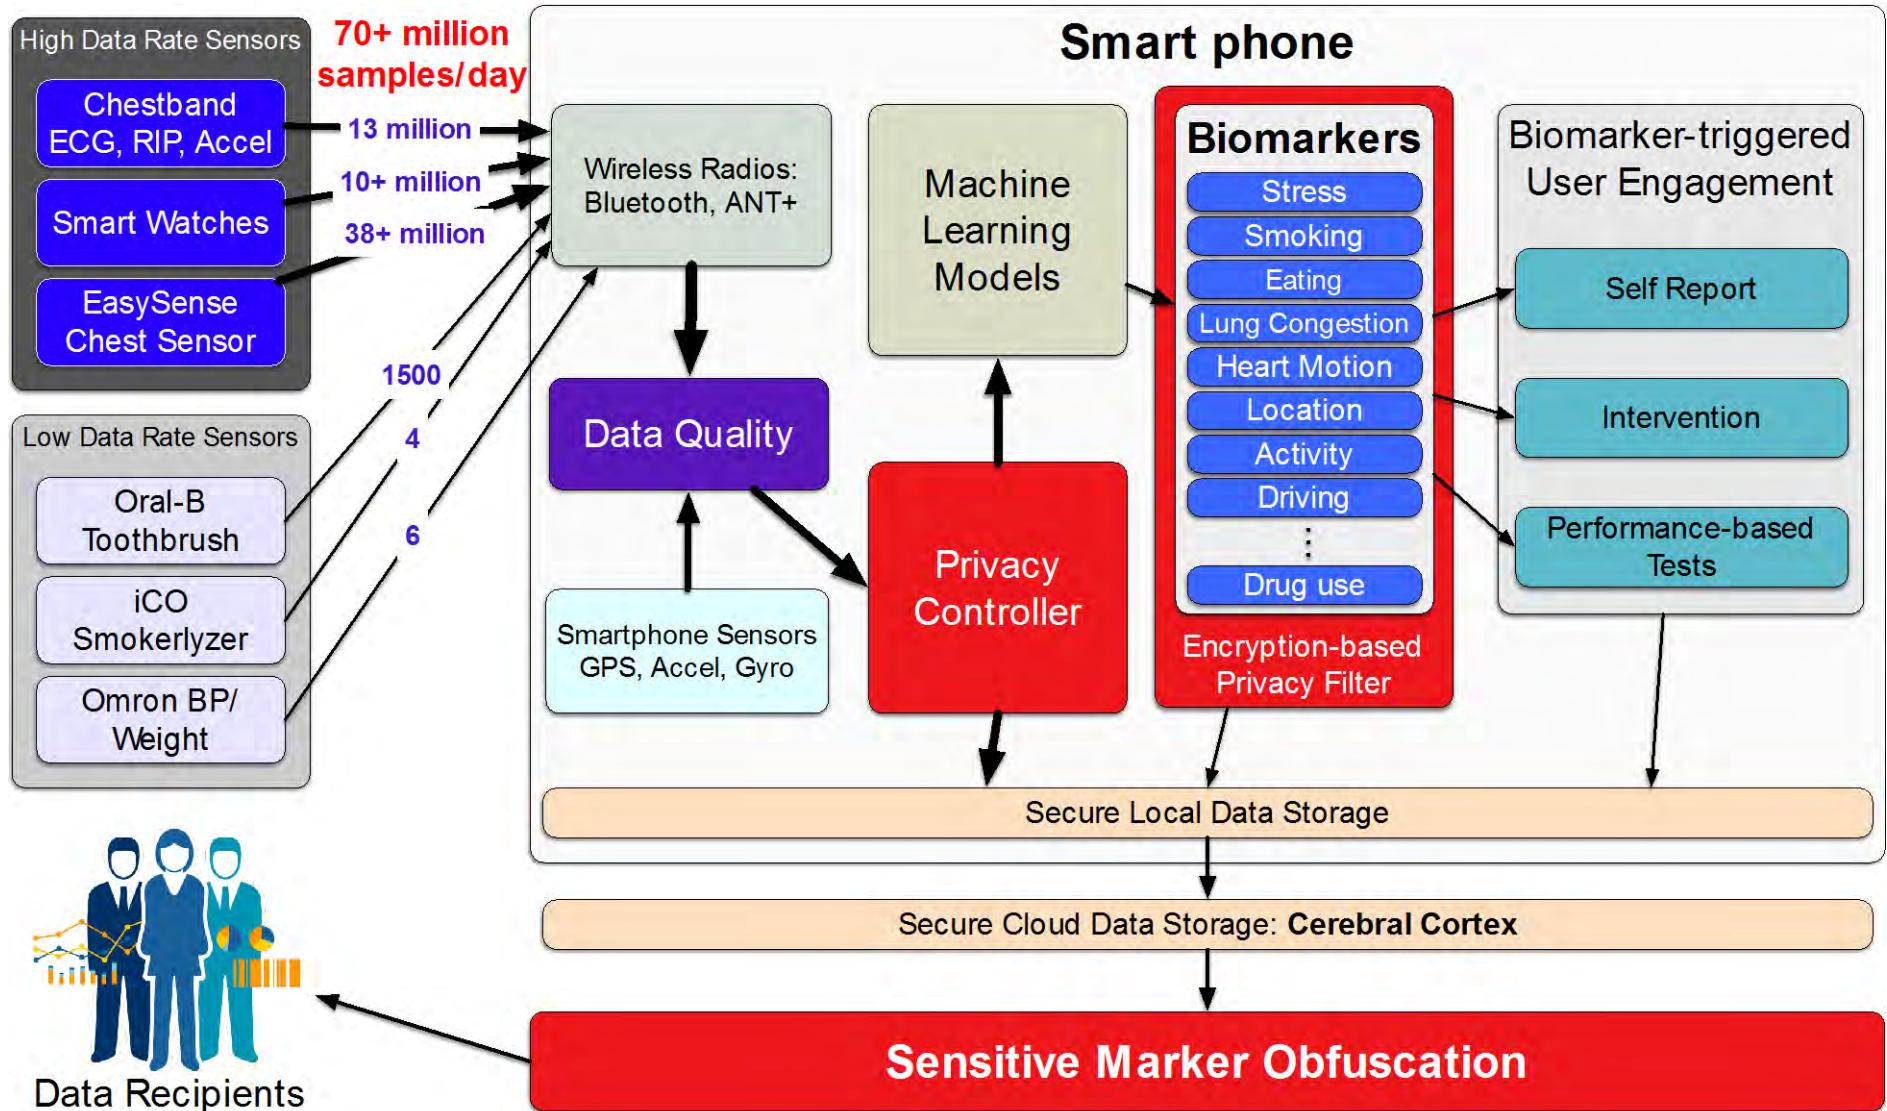 High Data Rate Sensors
Chestband
ECG, RIP, Accel
Smart Watches
EasySense
Chest Sensor
70+ million
samples/day
13 million
10+ million
38+ million
1500
4
6
Low Data Rate Sensors
Oral-B
Toothbrush
iCO
Smokerlyzer
Omron BP/
Weight
Smart phone
Wireless Radios:
Bluetooth, ANT+
Data Quality
Smartphone Sensors
GPS, Accel, Gyro
Machine
Learning
Models
Privacy
Controller
Biomarkers
Stress
Smoking
Eating
Lung Congestion
Heart Motion
Location
Activity
Driving
⋮
Drug use
Encryption-based
Privacy Filter
Biomarker-triggered
User Engagement
Self Report
Intervention
Performance-based
Tests
Secure Local Data Storage
Secure Cloud Data Storage: Cerebral Cortex
Sensitive Marker Obfuscation
Data Recipients